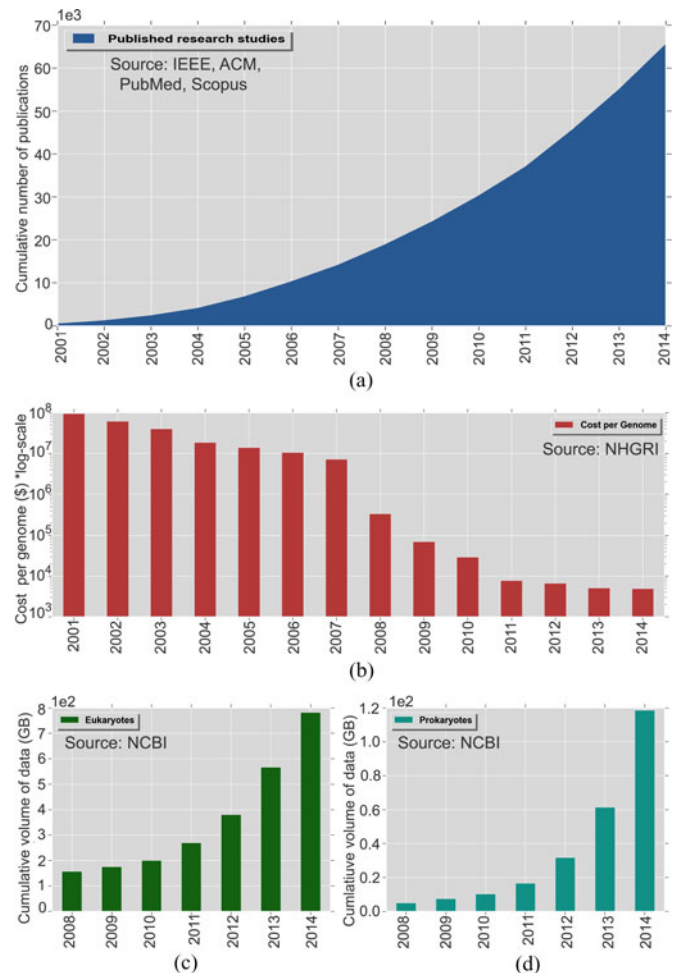 1e3
70
60
50
40
30
20
10
0
Cumulative number of publications
Published research studies
Source: IEEE, ACM,
PubMed, Scopus
2001 2002 2003 2004 2005 2006 2007 2008 2009 2010 2011 2012 2013 2014
(a)
10^8
10^7
10^6
10^5
10^4
10^3
Cost per genome ($) *log-scale
Cost per Genome
Source: NHGRI
2001 2002 2003 2004 2005 2006 2007 2008 2009 2010 2011 2012 2013 2014
(b)
1e2
8
7
6
5
4
3
2
1
0
Cumulative volume of data (GB)
Eukaryotes
Source: NCBI
2008 2009 2010 2011 2012 2013 2014
(c)
1e2
1.2
1.0
0.8
0.6
0.4
0.2
0.0
Cumlatiuve volume of data (GB)
Prokaryotes
Source: NCBI
2008 2009 2010 2011 2012 2013 2014
(d)